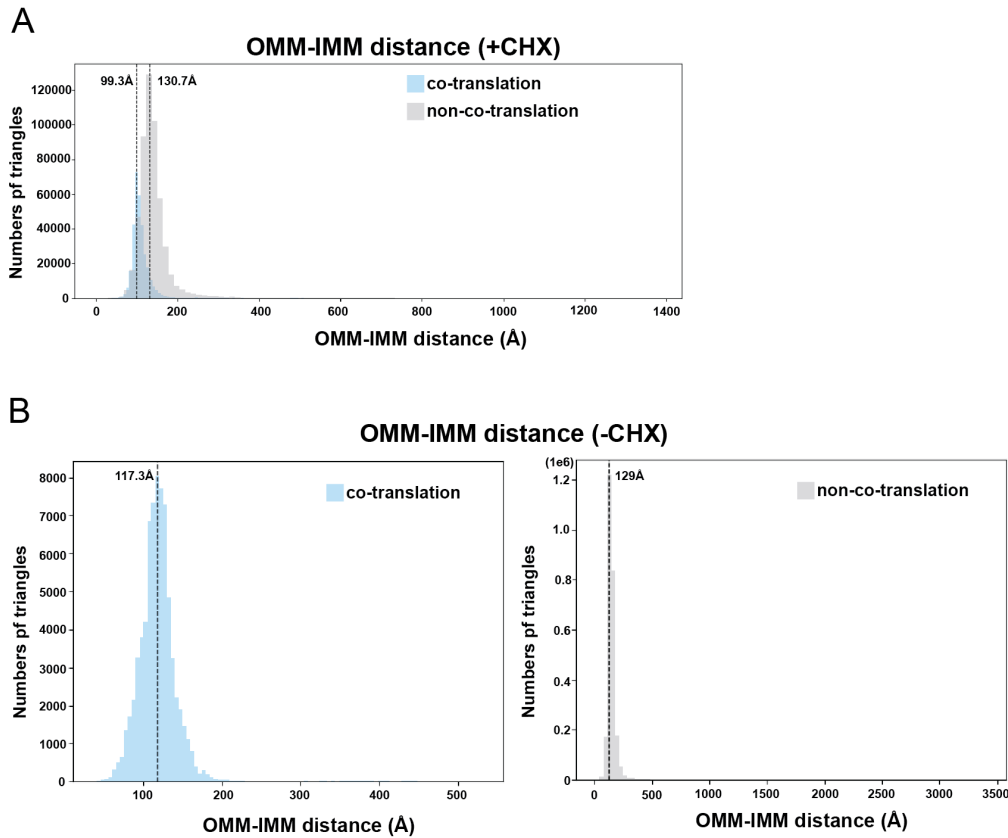 A
OMM-IMM distance (+CHX)
99.3Å
130.7Å
co-translation
non-co-translation
Numbers pf triangles
120000
100000
80000
60000
40000
20000
0
0 200 400 600 800 1000 1200 1400
OMM-IMM distance (Å)
B
OMM-IMM distance (-CHX)
117.3Å
co-translation
Numbers pf triangles
8000
7000
6000
5000
4000
3000
2000
1000
0
100 200 300 400 500
OMM-IMM distance (Å)
(1e6)
129Å
non-co-translation
Numbers pf triangles
1.2
1.0
0.8
0.6
0.4
0.2
0
0 500 1000 1500 2000 2500 3000 3500
OMM-IMM distance (Å)